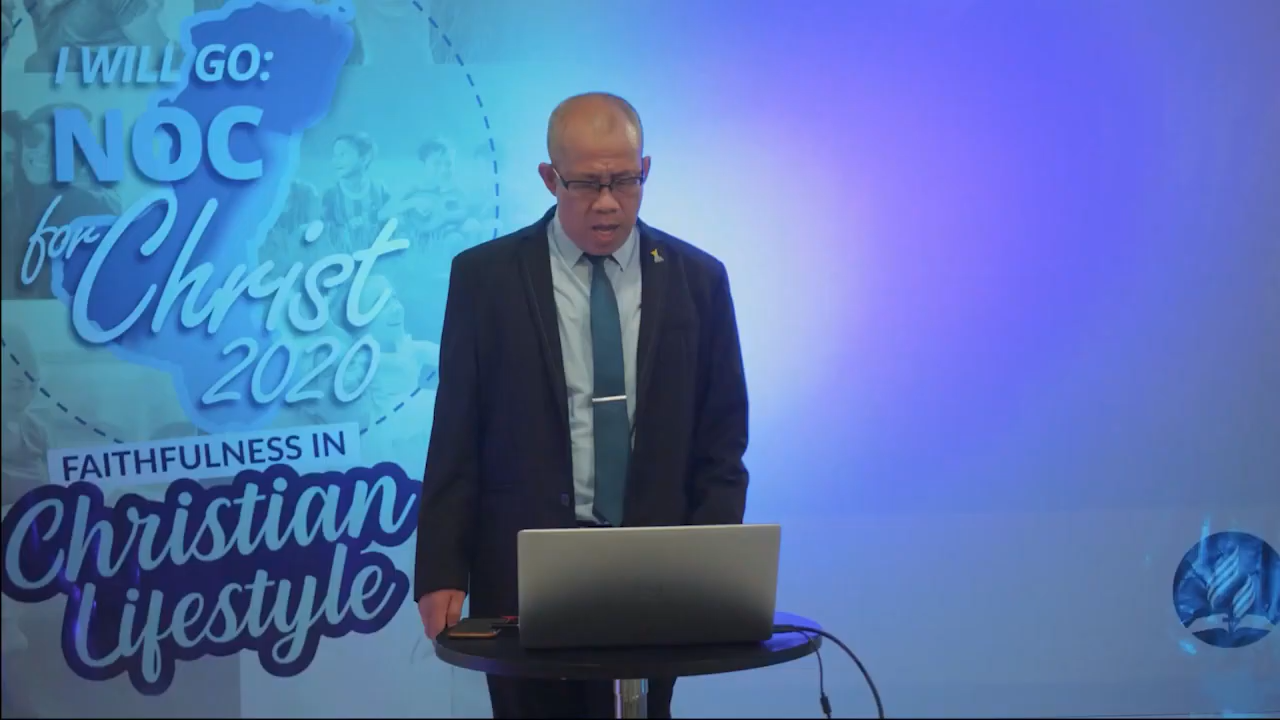 I WILL GO:
NOC
for Christ
2020
FAITHFULNESS IN
Christian
Lifestyle